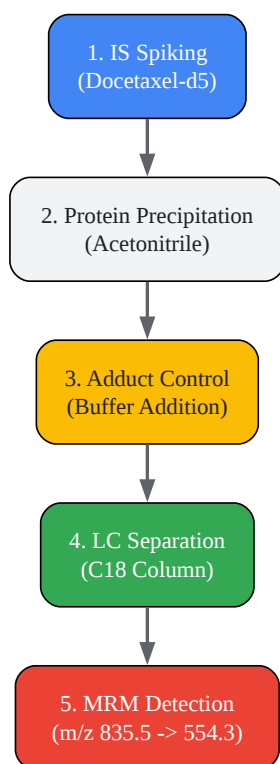 1. IS Spiking
(Docetaxel-d5)
2. Protein Precipitation
(Acetonitrile)
3. Adduct Control
(Buffer Addition)
4. LC Separation
(C18 Column)
5. MRM Detection
(m/z 835.5 -> 554.3)